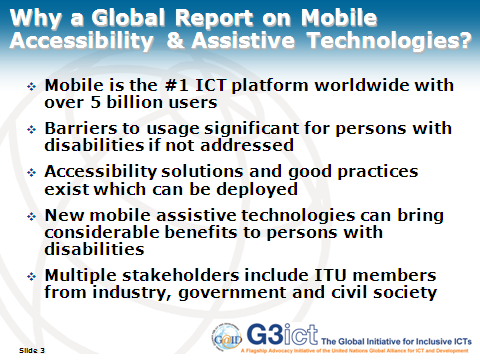 Why a Global Report on Mobile
Accessibility & Assistive Technologies?
Mobile is the #1 ICT platform worldwide with
over 5 billion users
Barriers to usage significant for persons with
disabilities if not addressed
Accessibility solutions and good practices
exist which can be deployed
New mobile assistive technologies can bring
considerable benefits to persons with
disabilities
Multiple stakeholders include ITU members
from industry, government and civil society
Slide 3
G@ID
G3ict The Global Initiative for Inclusive ICTs
A Flagship Advocacy Initiative of the United Nations Global Alliance for ICT and Development